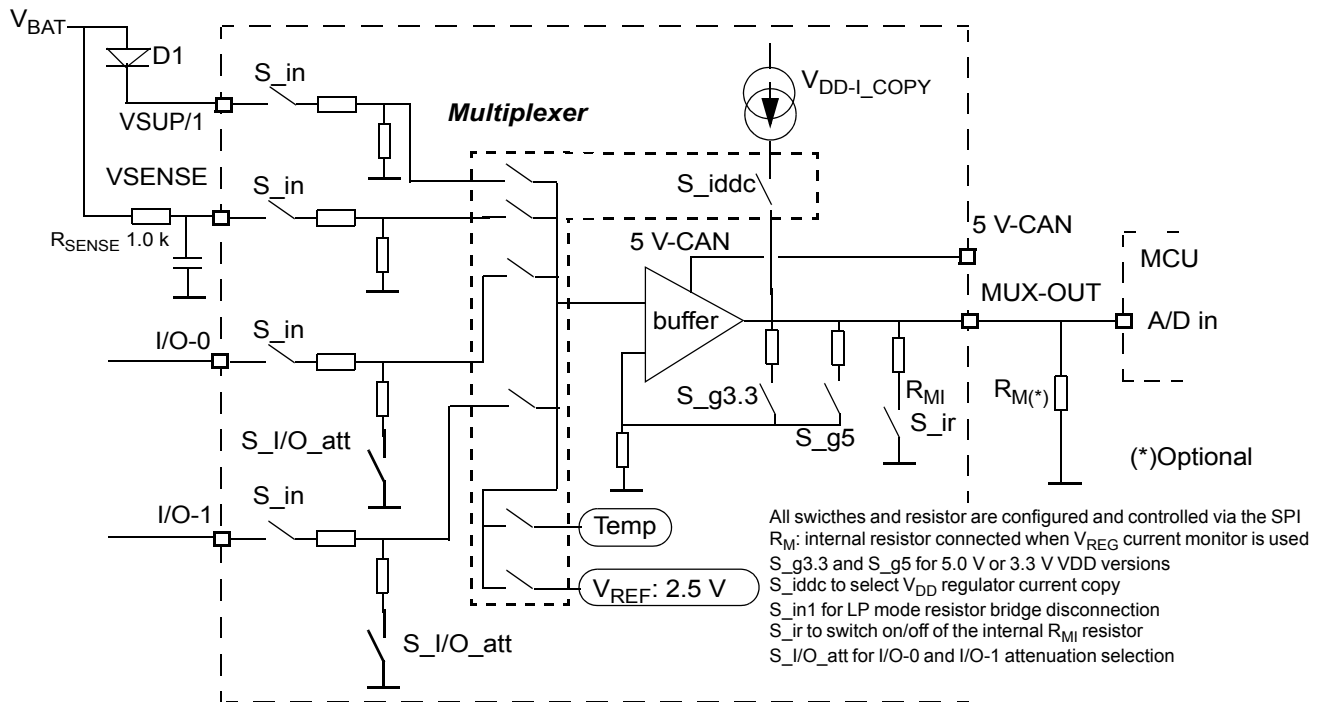 VBAT
D1
S_in
VDD-I_COPY
VSUP/1
Multiplexer
VSENSE
S_in
S_iddc
RSENSE 1.0 k
5 V-CAN
5 V-CAN
MCU
MUX-OUT
buffer
A/D in
I/O-0
S_in
S_g3.3
RMI
RM(*)
S_g5
S_ir
S_I/O_att
(*)Optional
S_in
I/O-1
Temp
VREF: 2.5 V
S_I/O_att
All swicthes and resistor are configured and controlled via the SPI
RM: internal resistor connected when VREG current monitor is used
S_g3.3 and S_g5 for 5.0 V or 3.3 V VDD versions
S_iddc to select VDD regulator current copy
S_in1 for LP mode resistor bridge disconnection
S_ir to switch on/off of the internal RMI resistor
S_I/O_att for I/O-0 and I/O-1 attenuation selection